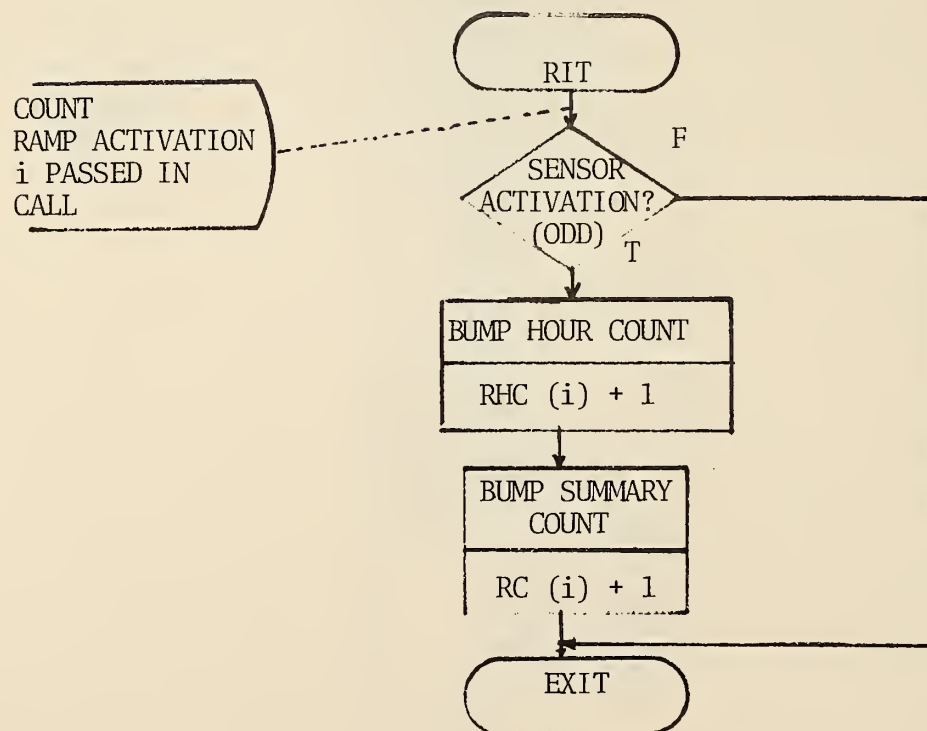 RIT
COUNT
RAMP ACTIVATION
i PASSED IN
CALL
F
SENSOR
ACTIVATION?
(ODD)
T
BUMP HOUR COUNT
RHC (i) + 1
BUMP SUMMARY
COUNT
RC (i) + 1
EXIT